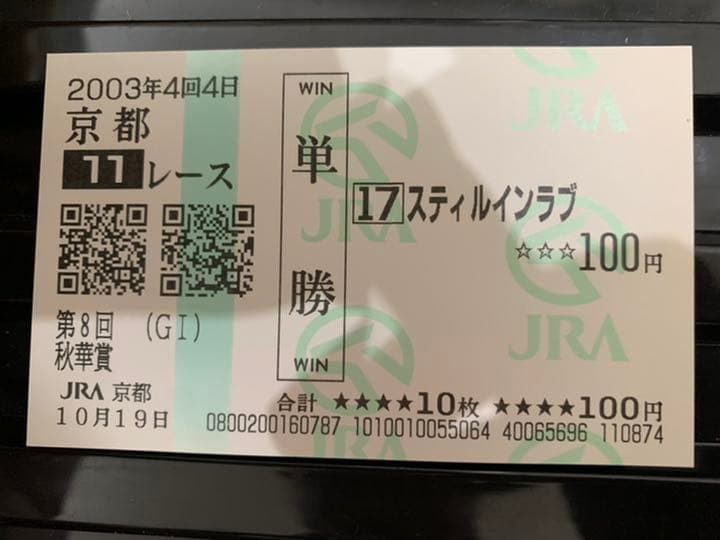 2003年4回4日
京都
11レース
第8回 (GI)
秋華賞
JRA 京都
10月19日
WIN
単勝
WIN
17スティルインラブ
☆☆☆100円
合計 ★★★★10枚 ★★★★100円
0800200160787 1010010055064 40065696 110874
JRA
JRA
JRA
JRA